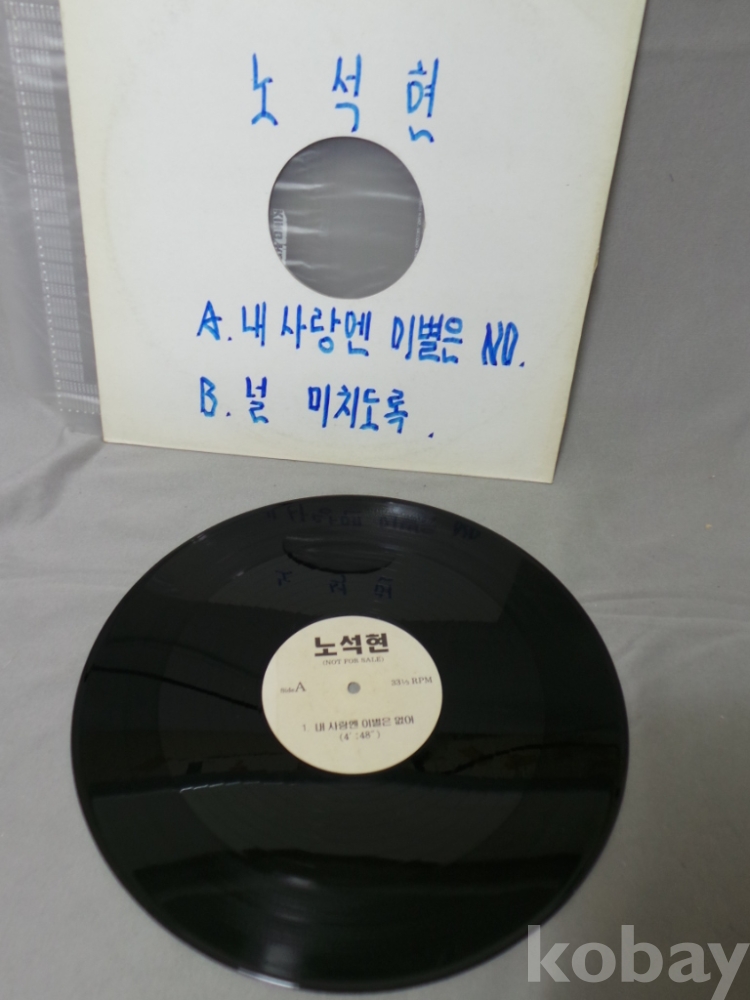 노석현
A. 내 사랑엔 이별은 NO.
B. 널 미치도록.
노석현
(NOT FOR SALE)
Side A
33⅓ RPM
1. 내 사랑엔 이별은 없어
(4' ; 48")
kobay